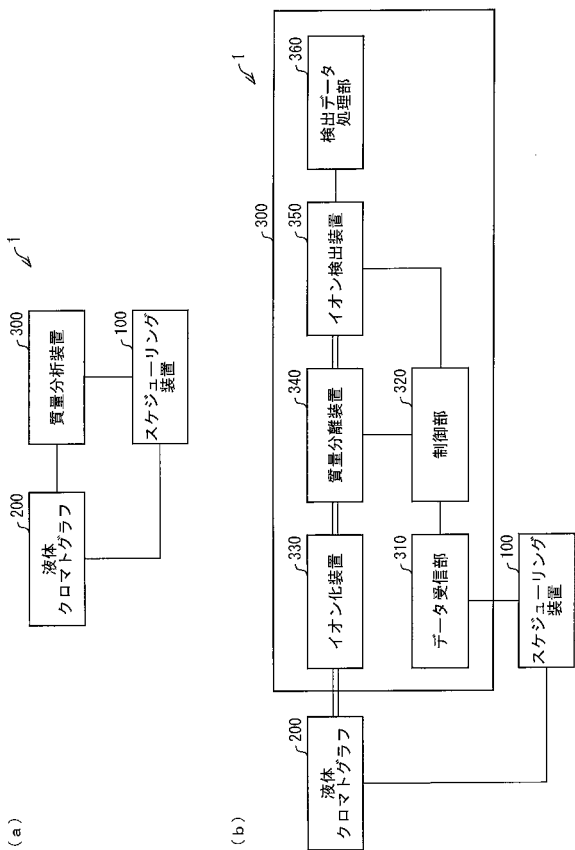 (a)
1
200
液体
クロマトグラフ
300
質量分析装置
100
スケジューリング
装置
(b)
1
300
200
液体
クロマトグラフ
330
イオン化装置
340
質量分離装置
350
イオン検出装置
360
検出データ
処理部
310
データ受信部
320
制御部
100
スケジューリング
装置